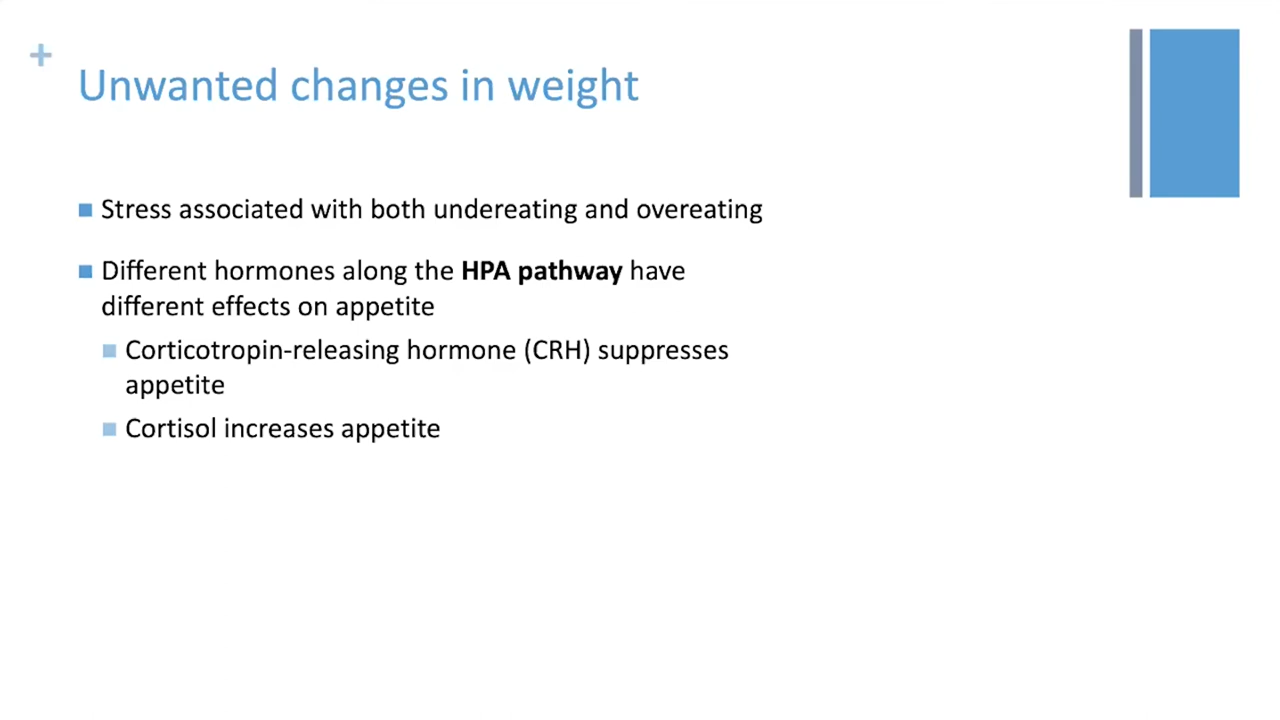 +
Unwanted changes in weight
Stress associated with both undereating and overeating
Different hormones along the HPA pathway have
different effects on appetite
Corticotropin-releasing hormone (CRH) suppresses
appetite
Cortisol increases appetite